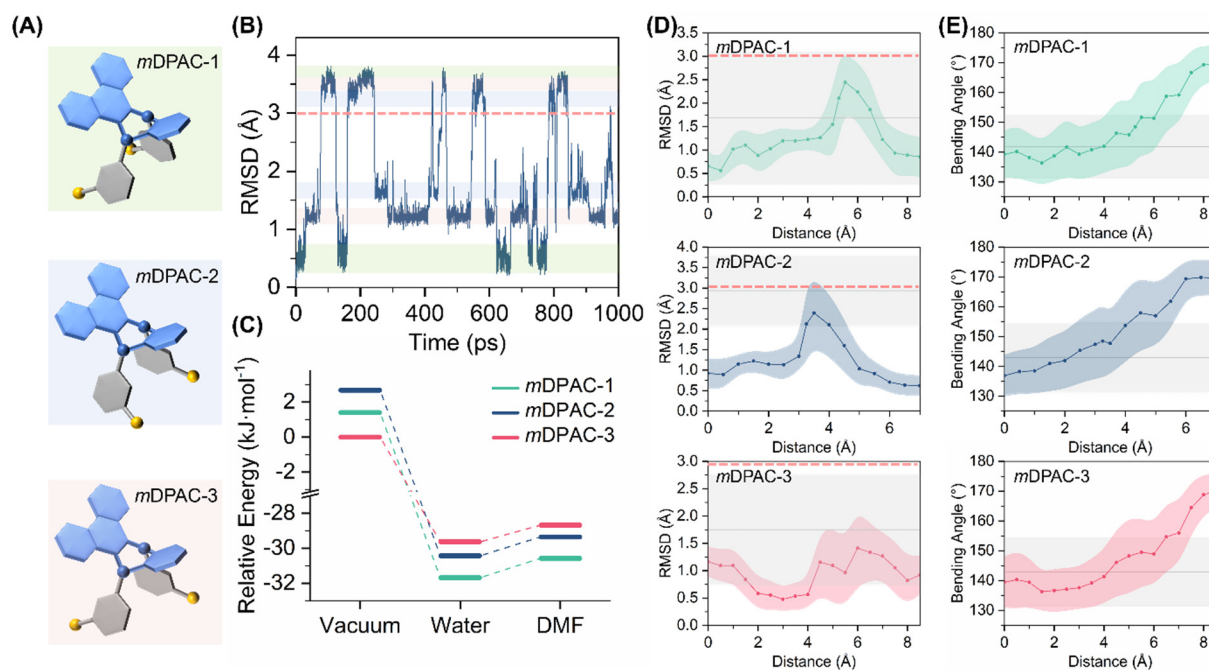 (A)
mDPAC-1
mDPAC-2
mDPAC-3
(B)
RMSD (Å)
4
3
2
1
0
0 200 400 600 800 1000
Time (ps)
(C)
Relative Energy (kJ·mol⁻¹)
2
0
-2
-28
-30
-32
mDPAC-1
mDPAC-2
mDPAC-3
Vacuum Water DMF
(D)
mDPAC-1
RMSD (Å)
3.5
3.0
2.5
2.0
1.5
1.0
0.5
0.0
0 2 4 6 8
Distance (Å)
mDPAC-2
RMSD (Å)
4.0
3.5
3.0
2.5
2.0
1.5
1.0
0.5
0.0
0 1 2 3 4 5 6 7
Distance (Å)
mDPAC-3
RMSD (Å)
3.0
2.5
2.0
1.5
1.0
0.5
0.0
0 2 4 6 8
Distance (Å)
(E)
mDPAC-1
Bending Angle (°)
180
170
160
150
140
130
0 2 4 6 8
Distance (Å)
mDPAC-2
Bending Angle (°)
180
170
160
150
140
130
0 1 2 3 4 5 6 7
Distance (Å)
mDPAC-3
Bending Angle (°)
180
170
160
150
140
130
0 2 4 6 8
Distance (Å)